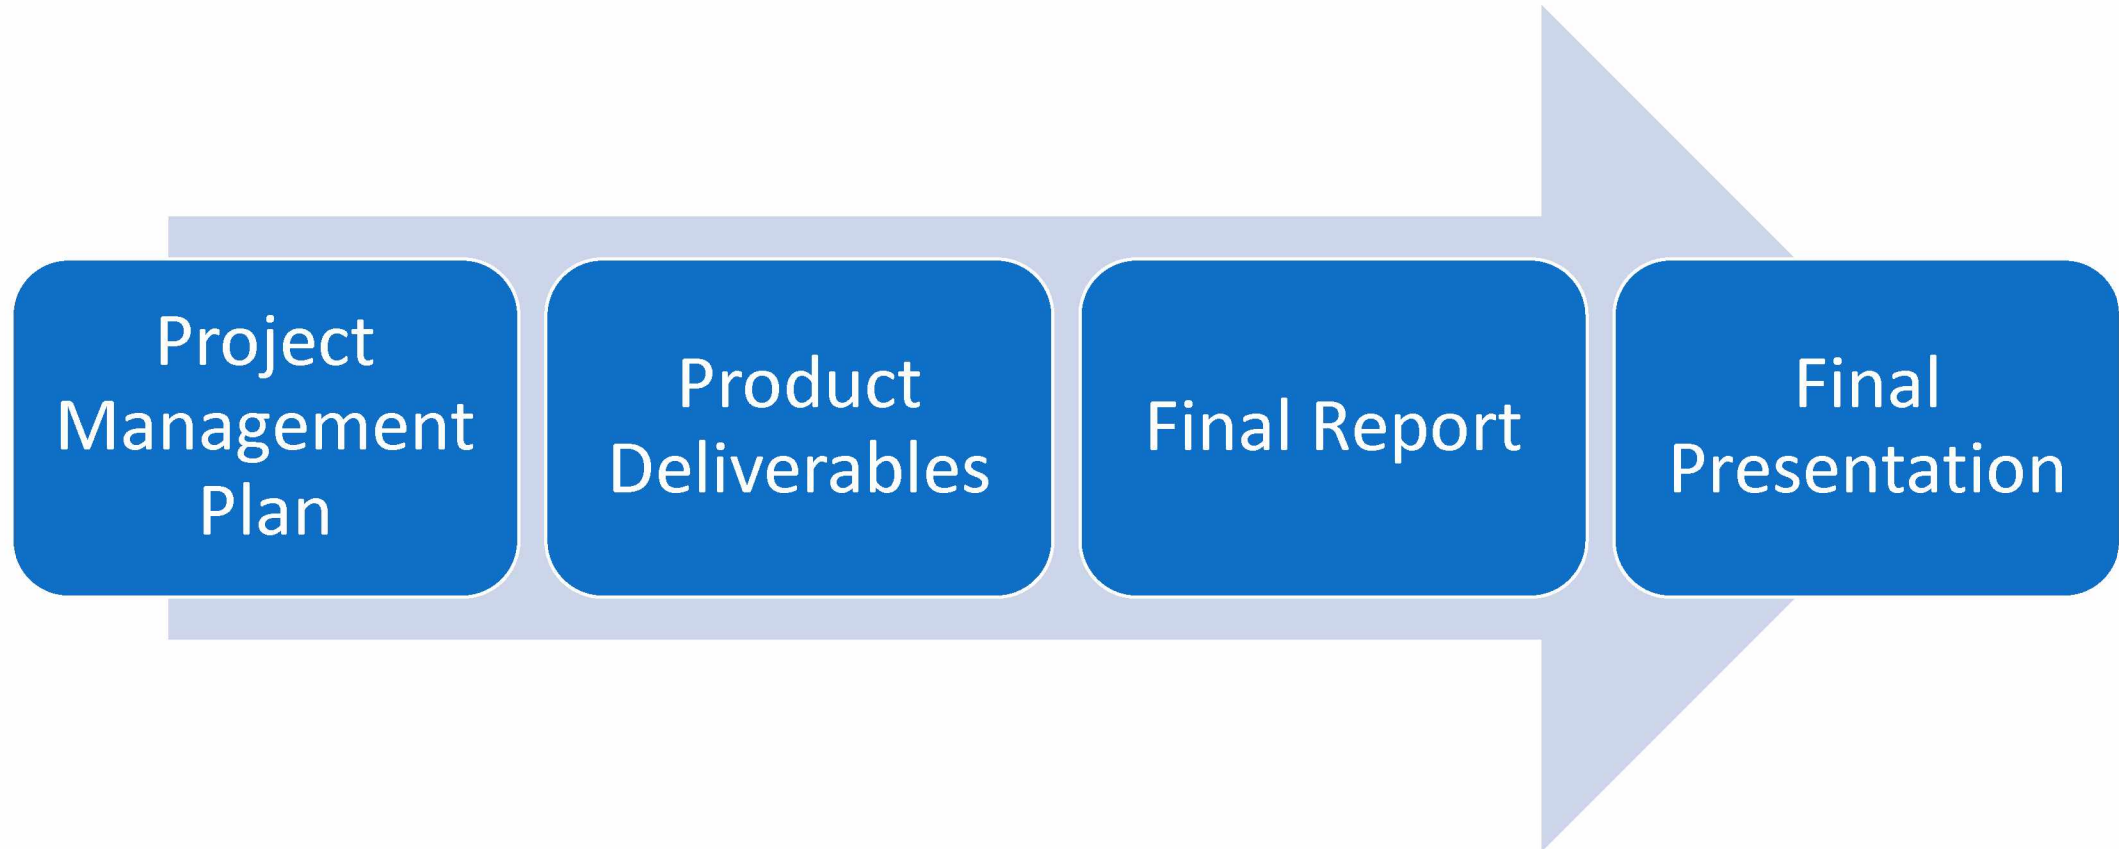 Project
Management
Plan
Product
Deliverables
Final Report
Final
Presentation